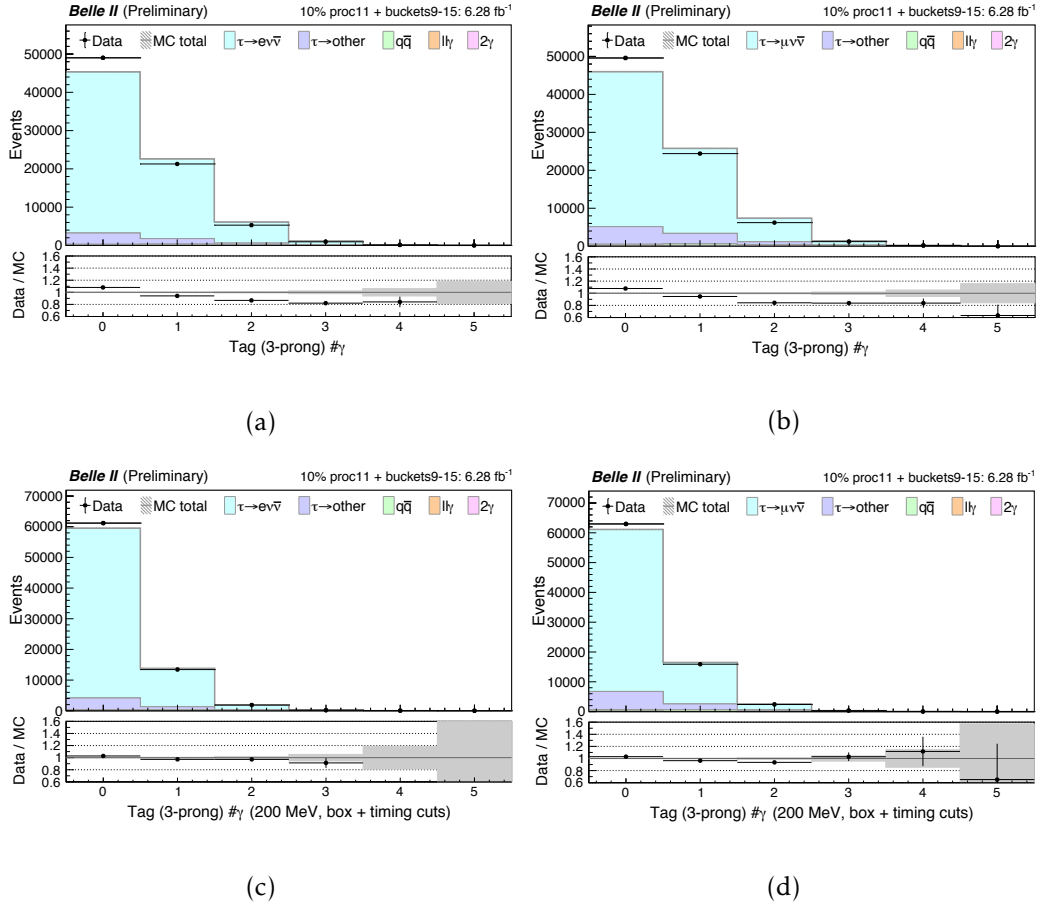 Belle II (Preliminary) 10% proc11 + buckets9-15: 6.28 fb⁻¹
Data MC total τ→eνν̅ τ→other qq̅ llγ 2γ
50000
40000
30000
20000
10000
0
Events
1.6
1.4
1.2
1
0.8
0.6
Data / MC
0 1 2 3 4 5
Tag (3-prong) #γ
(a)
Belle II (Preliminary) 10% proc11 + buckets9-15: 6.28 fb⁻¹
Data MC total τ→μνν̅ τ→other qq̅ llγ 2γ
50000
40000
30000
20000
10000
0
Events
1.6
1.4
1.2
1
0.8
0.6
Data / MC
0 1 2 3 4 5
Tag (3-prong) #γ
(b)
Belle II (Preliminary) 10% proc11 + buckets9-15: 6.28 fb⁻¹
Data MC total τ→eνν̅ τ→other qq̅ llγ 2γ
70000
60000
50000
40000
30000
20000
10000
0
Events
1.6
1.4
1.2
1
0.8
0.6
Data / MC
0 1 2 3 4 5
Tag (3-prong) #γ (200 MeV, box + timing cuts)
(c)
Belle II (Preliminary) 10% proc11 + buckets9-15: 6.28 fb⁻¹
Data MC total τ→μνν̅ τ→other qq̅ llγ 2γ
70000
60000
50000
40000
30000
20000
10000
0
Events
1.6
1.4
1.2
1
0.8
0.6
Data / MC
0 1 2 3 4 5
Tag (3-prong) #γ (200 MeV, box + timing cuts)
(d)